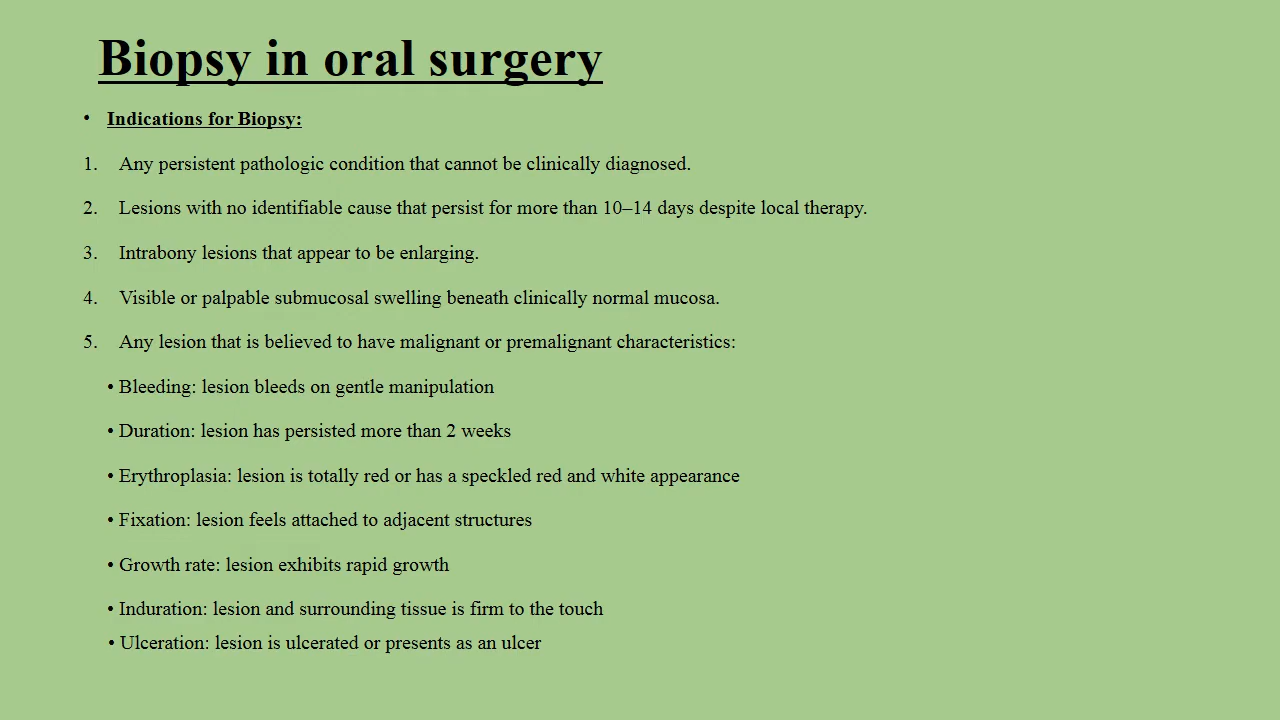 Biopsy in oral surgery
• Indications for Biopsy:
1. Any persistent pathologic condition that cannot be clinically diagnosed.
2. Lesions with no identifiable cause that persist for more than 10–14 days despite local therapy.
3. Intrabony lesions that appear to be enlarging.
4. Visible or palpable submucosal swelling beneath clinically normal mucosa.
5. Any lesion that is believed to have malignant or premalignant characteristics:
• Bleeding: lesion bleeds on gentle manipulation
• Duration: lesion has persisted more than 2 weeks
• Erythroplasia: lesion is totally red or has a speckled red and white appearance
• Fixation: lesion feels attached to adjacent structures
• Growth rate: lesion exhibits rapid growth
• Induration: lesion and surrounding tissue is firm to the touch
• Ulceration: lesion is ulcerated or presents as an ulcer